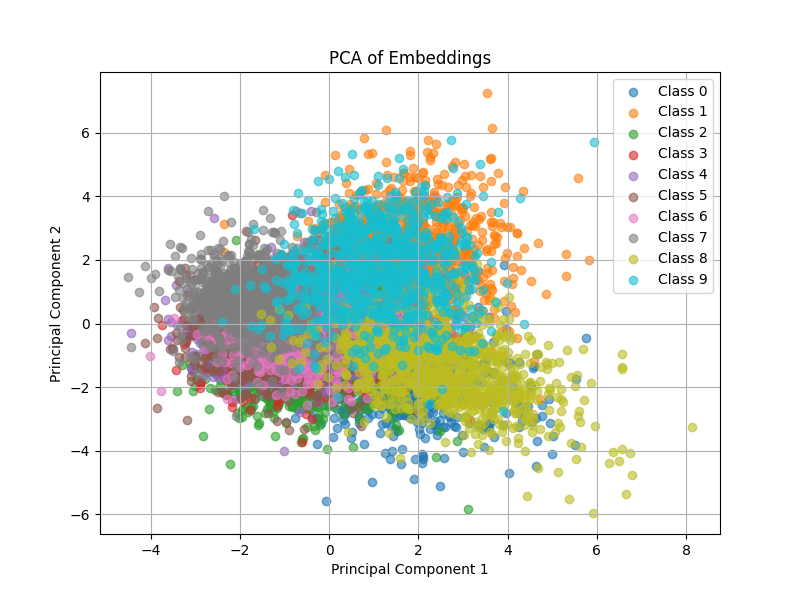 PCA of Embeddings
Class 0
Class 1
Class 2
Class 3
Class 4
Class 5
Class 6
Class 7
Class 8
Class 9
6
4
2
0
−2
−4
−6
Principal Component 2
−4 −2 0 2 4 6 8
Principal Component 1